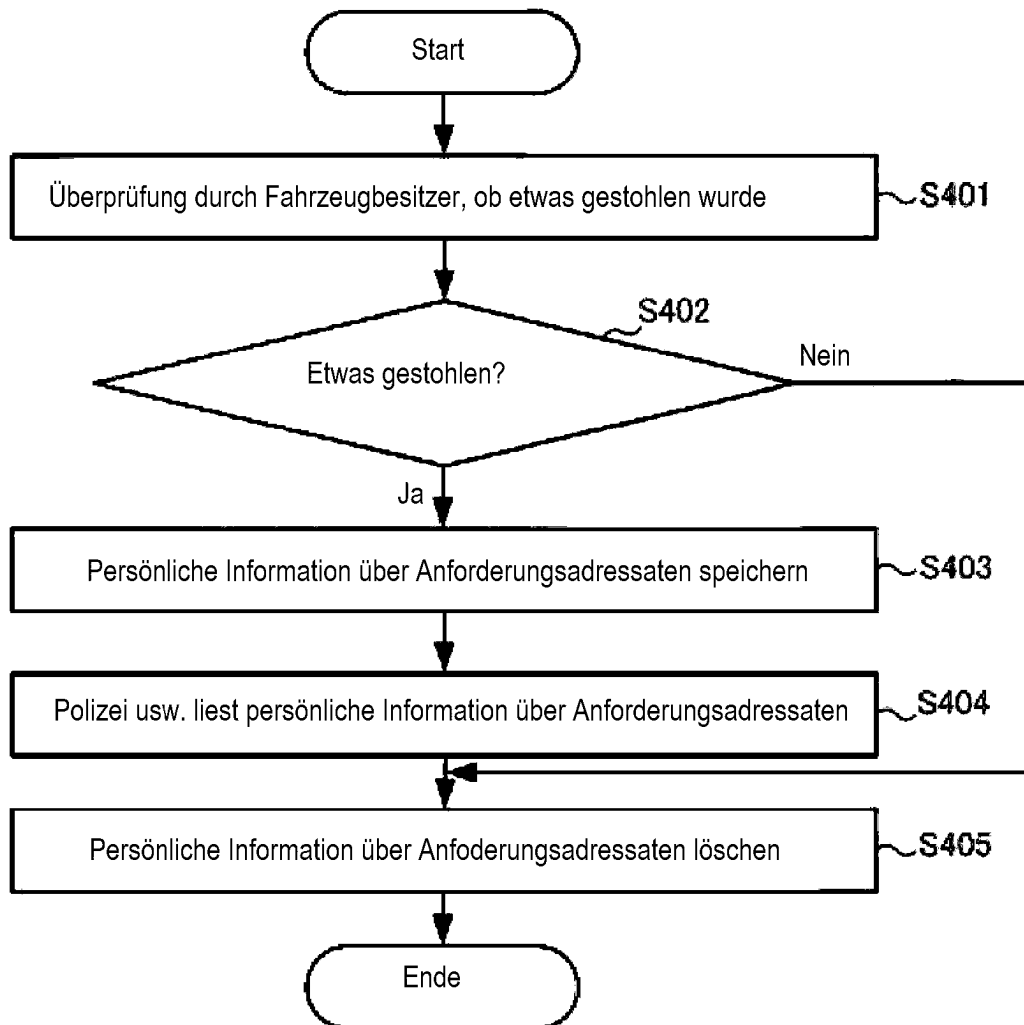 Start
Überprüfung durch Fahrzeugbesitzer, ob etwas gestohlen wurde
S401
S402
Etwas gestohlen?
Nein
Ja
Persönliche Information über Anforderungsadressaten speichern
S403
Polizei usw. liest persönliche Information über Anforderungsadressaten
S404
Persönliche Information über Anfoderungsadressaten löschen
S405
Ende